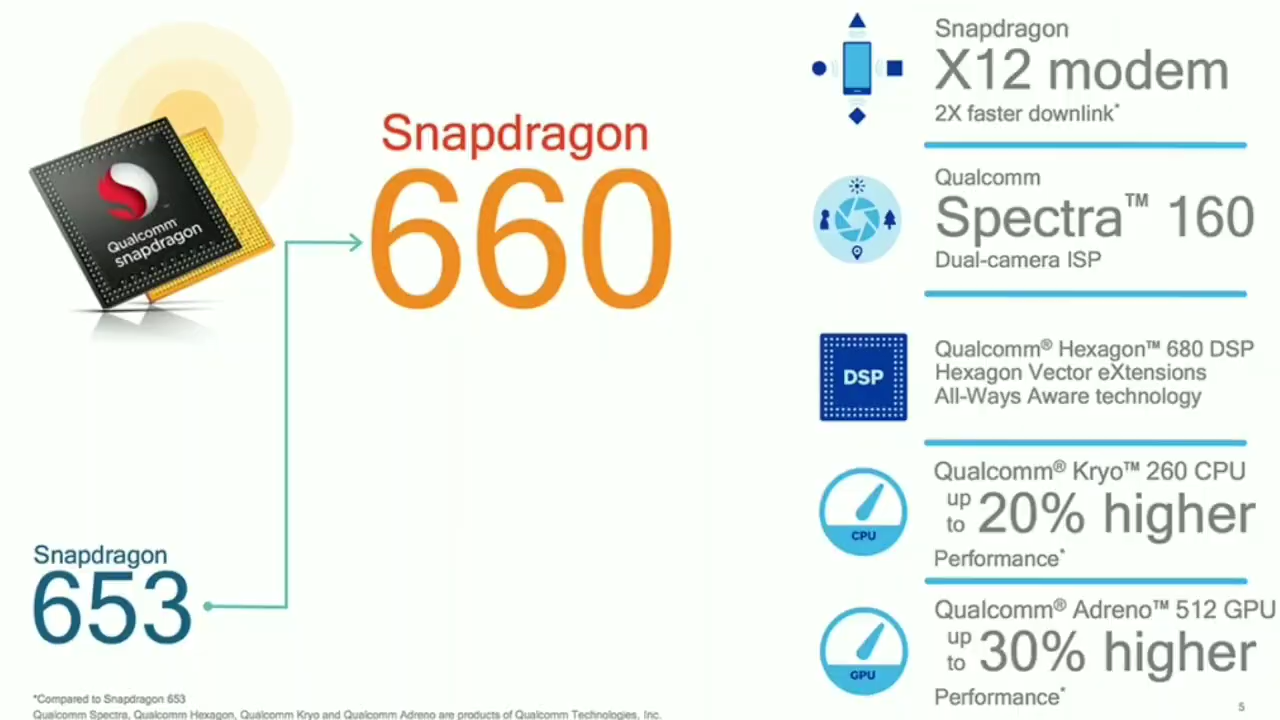 Qualcomm™
snapdragon
Snapdragon
660
Snapdragon
653
*Compared to Snapdragon 653
Qualcomm Spectra, Qualcomm Hexagon, Qualcomm Kryo and Qualcomm Adreno are products of Qualcomm Technologies, Inc.
Snapdragon
X12 modem
2X faster downlink*
Qualcomm
Spectra™ 160
Dual-camera ISP
DSP
Qualcomm® Hexagon™ 680 DSP
Hexagon Vector eXtensions
All-Ways Aware technology
CPU
Qualcomm® Kryo™ 260 CPU
up to 20% higher
Performance*
GPU
Qualcomm® Adreno™ 512 GPU
up to 30% higher
Performance*
5